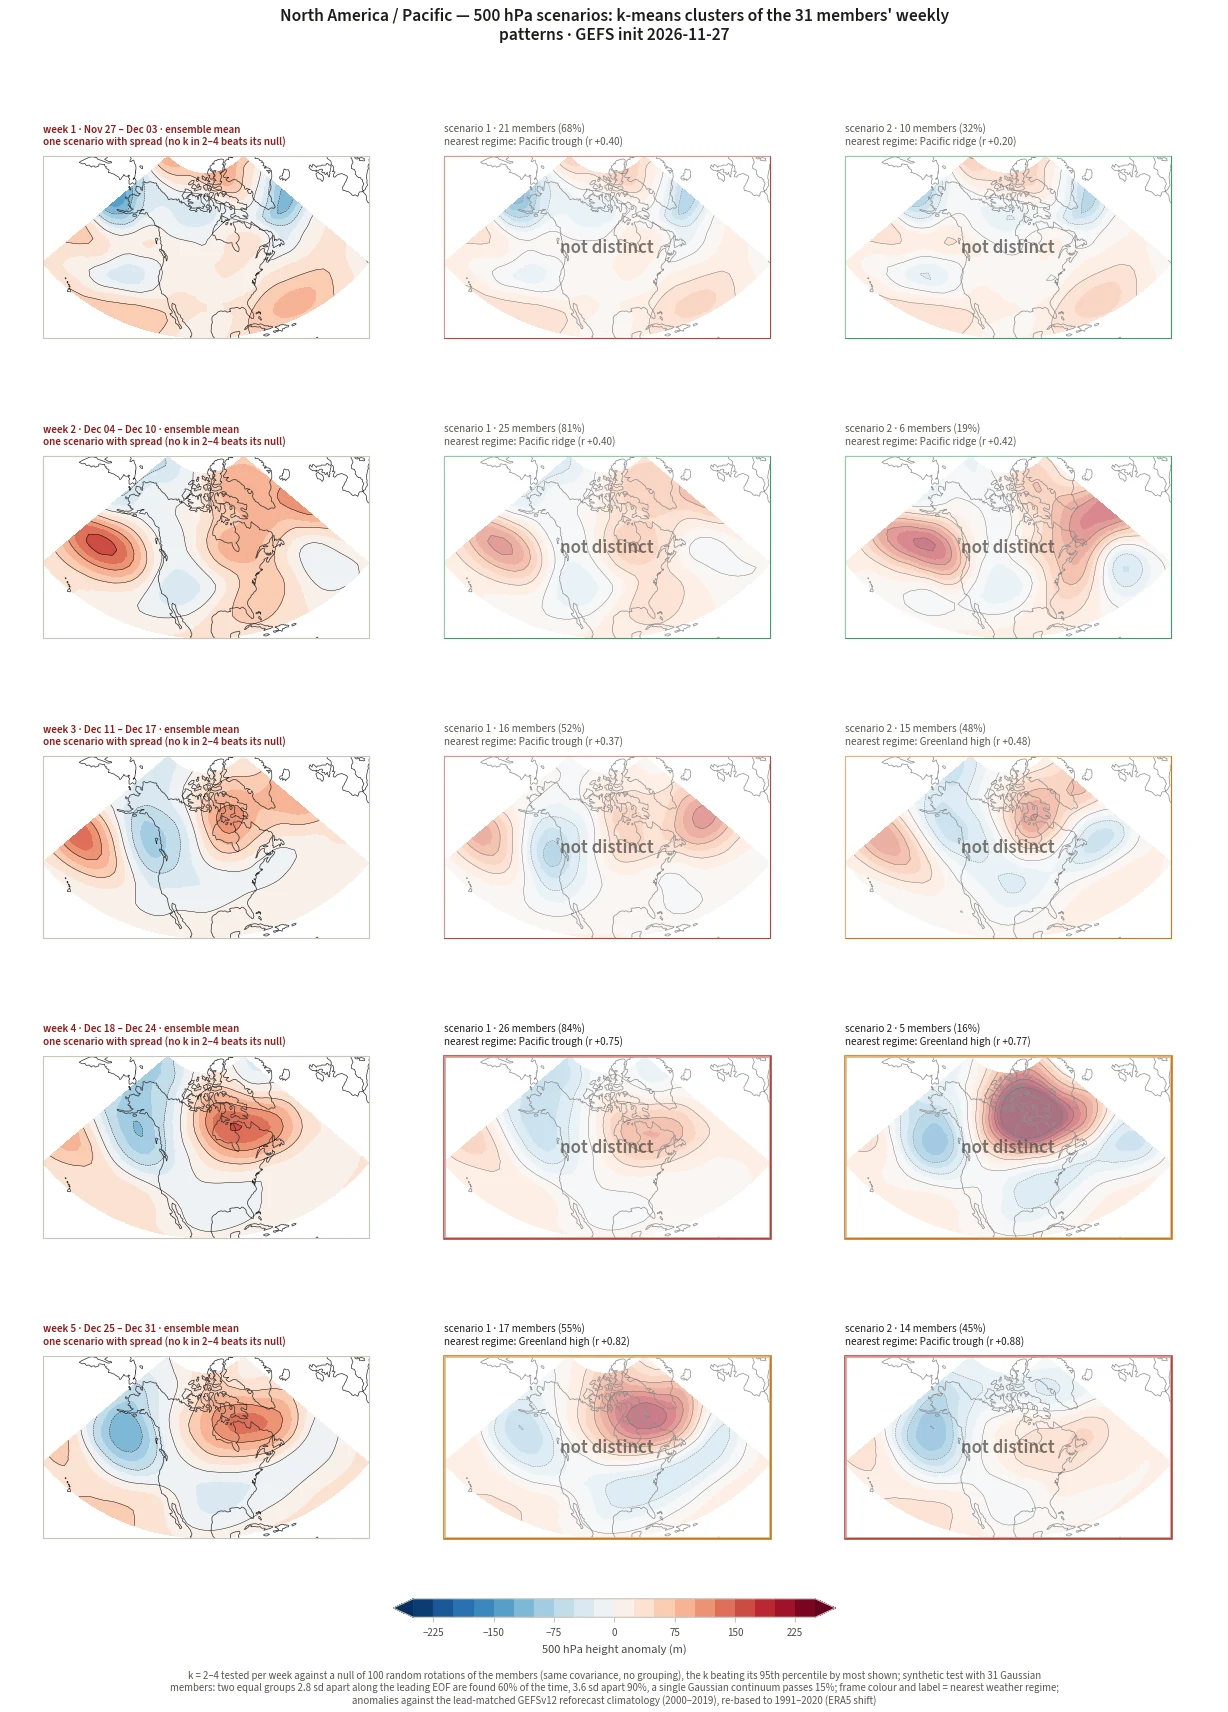 North America / Pacific — 500 hPa scenarios: k-means clusters of the 31 members' weekly
patterns · GEFS init 2026-11-27
week 1 · Nov 27 – Dec 03 · ensemble mean
one scenario with spread (no k in 2–4 beats its null)
scenario 1 · 21 members (68%)
nearest regime: Pacific trough (r +0.40)
not distinct
scenario 2 · 10 members (32%)
nearest regime: Pacific ridge (r +0.20)
not distinct
week 2 · Dec 04 – Dec 10 · ensemble mean
one scenario with spread (no k in 2–4 beats its null)
scenario 1 · 25 members (81%)
nearest regime: Pacific ridge (r +0.40)
not distinct
scenario 2 · 6 members (19%)
nearest regime: Pacific ridge (r +0.42)
not distinct
week 3 · Dec 11 – Dec 17 · ensemble mean
one scenario with spread (no k in 2–4 beats its null)
scenario 1 · 16 members (52%)
nearest regime: Pacific trough (r +0.37)
not distinct
scenario 2 · 15 members (48%)
nearest regime: Greenland high (r +0.48)
not distinct
week 4 · Dec 18 – Dec 24 · ensemble mean
one scenario with spread (no k in 2–4 beats its null)
scenario 1 · 26 members (84%)
nearest regime: Pacific trough (r +0.75)
not distinct
scenario 2 · 5 members (16%)
nearest regime: Greenland high (r +0.77)
not distinct
week 5 · Dec 25 – Dec 31 · ensemble mean
one scenario with spread (no k in 2–4 beats its null)
scenario 1 · 17 members (55%)
nearest regime: Greenland high (r +0.82)
not distinct
scenario 2 · 14 members (45%)
nearest regime: Pacific trough (r +0.88)
not distinct
−225 −150 −75 0 75 150 225
500 hPa height anomaly (m)
k = 2–4 tested per week against a null of 100 random rotations of the members (same covariance, no grouping), the k beating its 95th percentile by most shown; synthetic test with 31 Gaussian
members: two equal groups 2.8 sd apart along the leading EOF are found 60% of the time, 3.6 sd apart 90%, a single Gaussian continuum passes 15%; frame colour and label = nearest weather regime;
anomalies against the lead-matched GEFSv12 reforecast climatology (2000–2019), re-based to 1991–2020 (ERA5 shift)